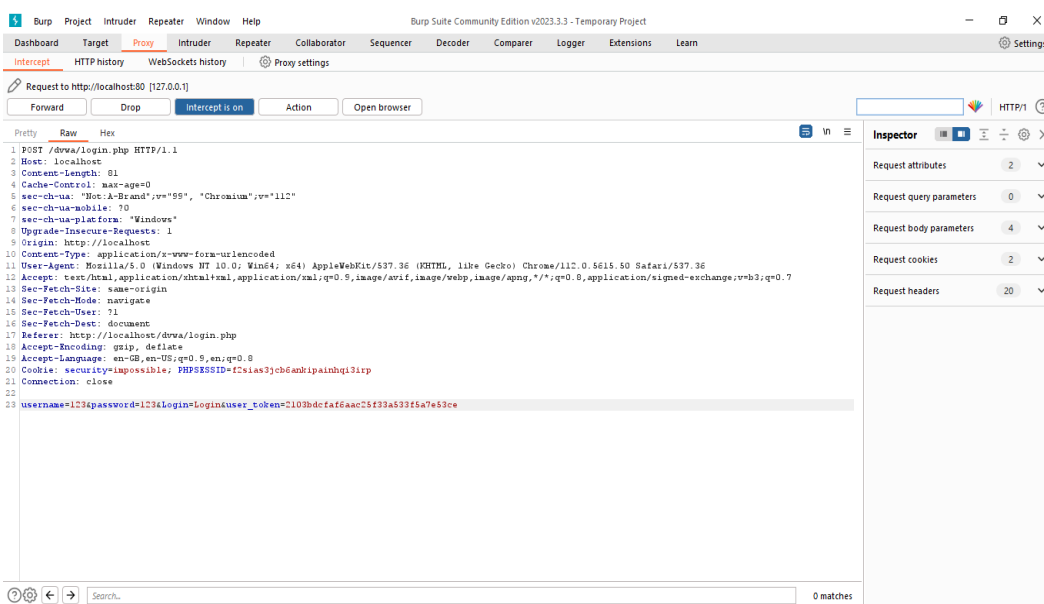 Burp Project Intruder Repeater Window Help Burp Suite Community Edition v2023.3.3 - Temporary Project
Dashboard Target Proxy Intruder Repeater Collaborator Sequencer Decoder Comparer Logger Extensions Learn Settings
Intercept HTTP history WebSockets history Proxy settings
Request to http://localhost:80 [127.0.0.1]
Forward Drop Intercept is on Action Open browser HTTP/1
Pretty Raw Hex \n Inspector
1 POST /dvwa/login.php HTTP/1.1
2 Host: localhost
3 Content-Length: 81
4 Cache-Control: max-age=0
5 sec-ch-ua: "Not:A-Brand";v="99", "Chromium";v="112"
6 sec-ch-ua-mobile: ?0
7 sec-ch-ua-platform: "Windows"
8 Upgrade-Insecure-Requests: 1
9 Origin: http://localhost
10 Content-Type: application/x-www-form-urlencoded
11 User-Agent: Mozilla/5.0 (Windows NT 10.0; Win64; x64) AppleWebKit/537.36 (KHTML, like Gecko) Chrome/112.0.5615.50 Safari/537.36
12 Accept: text/html,application/xhtml+xml,application/xml;q=0.9,image/avif,image/webp,image/apng,*/*;q=0.8,application/signed-exchange;v=b3;q=0.7
13 Sec-Fetch-Site: same-origin
14 Sec-Fetch-Mode: navigate
15 Sec-Fetch-User: ?1
16 Sec-Fetch-Dest: document
17 Referer: http://localhost/dvwa/login.php
18 Accept-Encoding: gzip, deflate
19 Accept-Language: en-GB,en-US;q=0.9,en;q=0.8
20 Cookie: security=impossible; PHPSESSID=f2sias3jcb6ankipainhqi3irp
21 Connection: close
22
23 username=123&password=123&Login=Login&user_token=2103bdcfaf6aac25f33a533f5a7e53ce
Request attributes 2
Request query parameters 0
Request body parameters 4
Request cookies 2
Request headers 20
Search... 0 matches